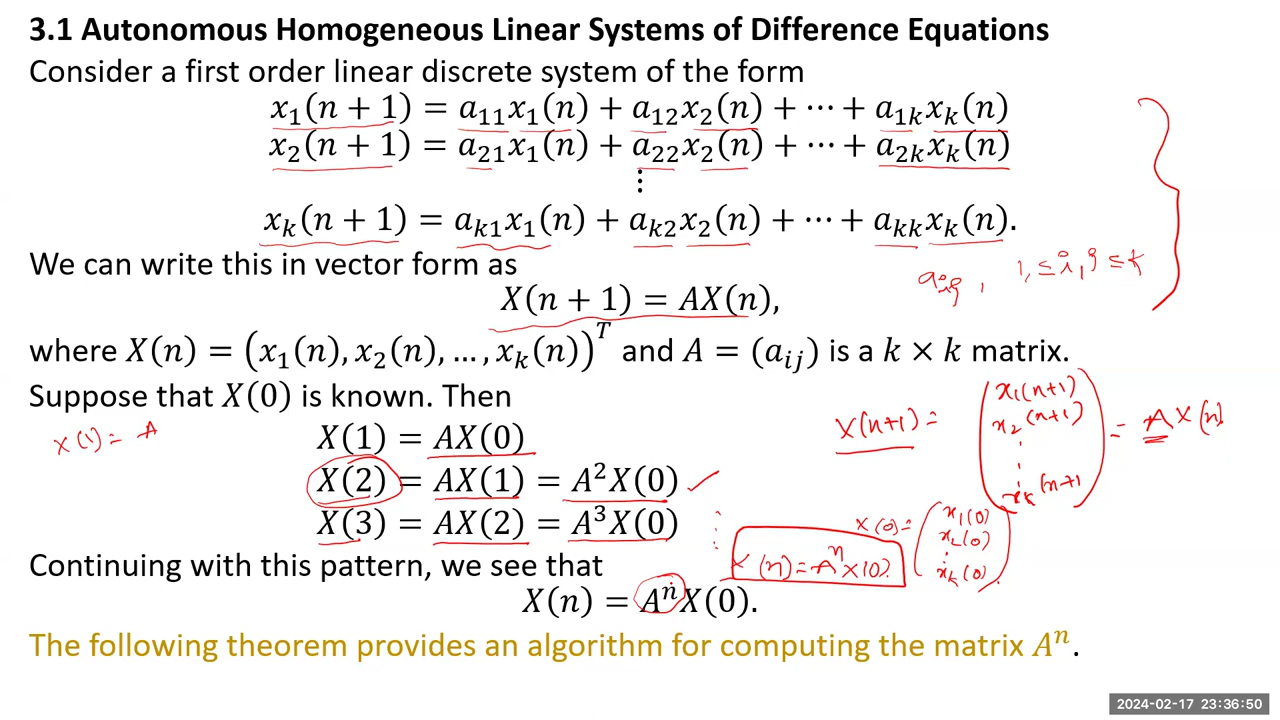 3.1 Autonomous Homogeneous Linear Systems of Difference Equations
Consider a first order linear discrete system of the form
x₁(n + 1) = a₁₁x₁(n) + a₁₂x₂(n) + ⋯ + a₁ₖxₖ(n)
x₂(n + 1) = a₂₁x₁(n) + a₂₂x₂(n) + ⋯ + a₂ₖxₖ(n)
⋮
xₖ(n + 1) = aₖ₁x₁(n) + aₖ₂x₂(n) + ⋯ + aₖₖxₖ(n).
We can write this in vector form as
aᵢⱼ , 1 ≤ i, j ≤ k
X(n + 1) = AX(n),
where X(n) = (x₁(n), x₂(n), …, xₖ(n))ᵀ and A = (aᵢⱼ) is a k × k matrix.
Suppose that X(0) is known. Then
X(n+1) = (x₁(n+1) x₂(n+1) ⋮ xₖ(n+1) = A X(n)
X(1) = A
X(1) = AX(0)
X(2) = AX(1) = A²X(0) ✓
X(3) = AX(2) = A³X(0)
X(0) = (x₁(0) x₂(0) ⋮ xₖ(0))
Continuing with this pattern, we see that
X(n) = Aⁿ X(0)
X(n) = AⁿX(0).
The following theorem provides an algorithm for computing the matrix Aⁿ.
2024-02-17 23:36:50